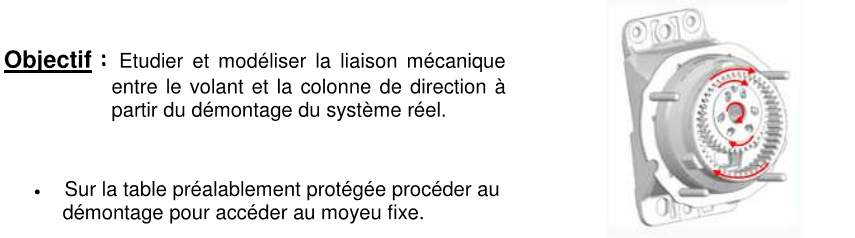 Objectif : Etudier et modéliser la liaison mécanique
entre le volant et la colonne de direction à
partir du démontage du système réel.
• Sur la table préalablement protégée procéder au
démontage pour accéder au moyeu fixe.